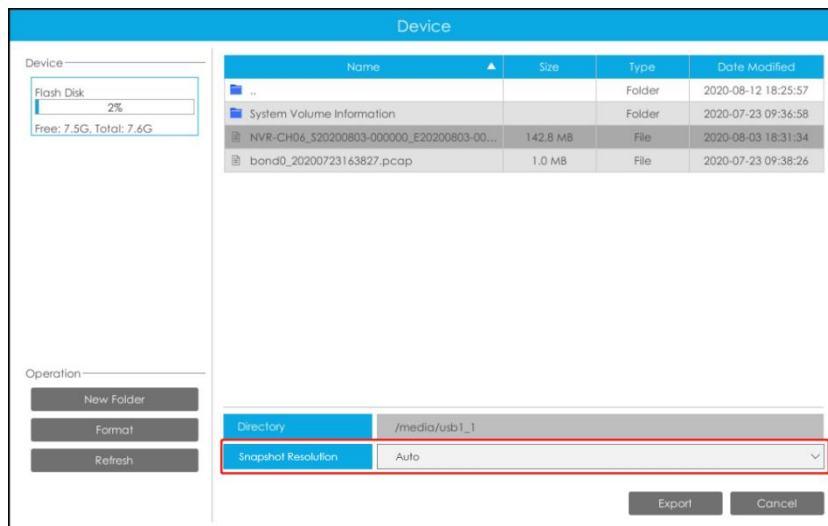 Device
Device
Flash Disk
2%
Free: 7.5G, Total: 7.6G
Name Size Type Date Modified
.. Folder 2020-08-12 18:25:57
System Volume Information Folder 2020-07-23 09:36:58
NVR-CH06_S20200803-000000_E20200803-00... 142.8 MB File 2020-08-03 18:31:34
bond0_20200723163827.pcap 1.0 MB File 2020-07-23 09:38:26
Operation
New Folder
Format
Refresh
Directory /media/usb1_1
Snapshot Resolution Auto
Export Cancel